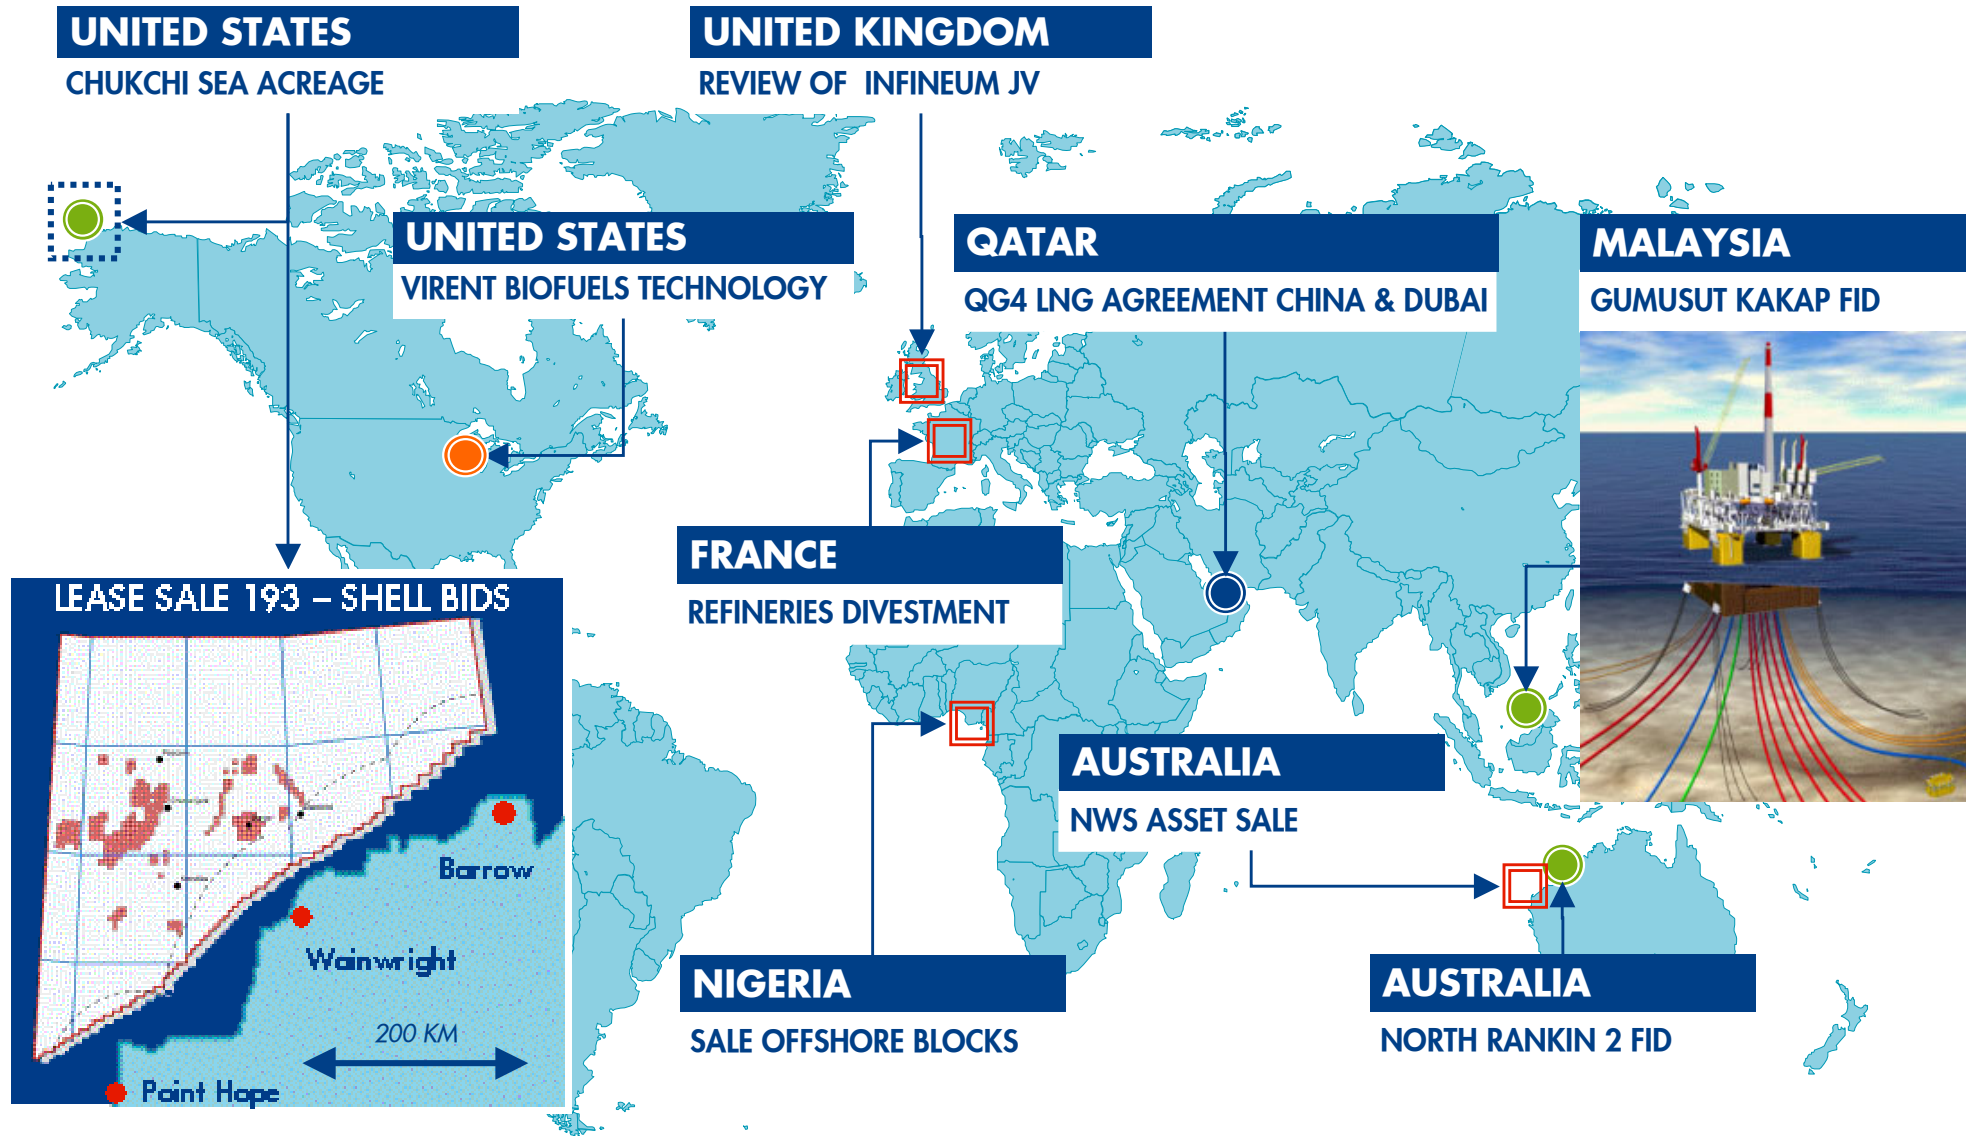 UNITED STATES
CHUKCHI SEA ACREAGE
UNITED KINGDOM
REVIEW OF INFINEUM JV
UNITED STATES
VIRENT BIOFUELS TECHNOLOGY
QATAR
QG4 LNG AGREEMENT CHINA & DUBAI
MALAYSIA
GUMUSUT KAKAP FID
FRANCE
REFINERIES DIVESTMENT
LEASE SALE 193 – SHELL BIDS
Barrow
Wainwright
200 KM
Point Hope
AUSTRALIA
NWS ASSET SALE
NIGERIA
SALE OFFSHORE BLOCKS
AUSTRALIA
NORTH RANKIN 2 FID